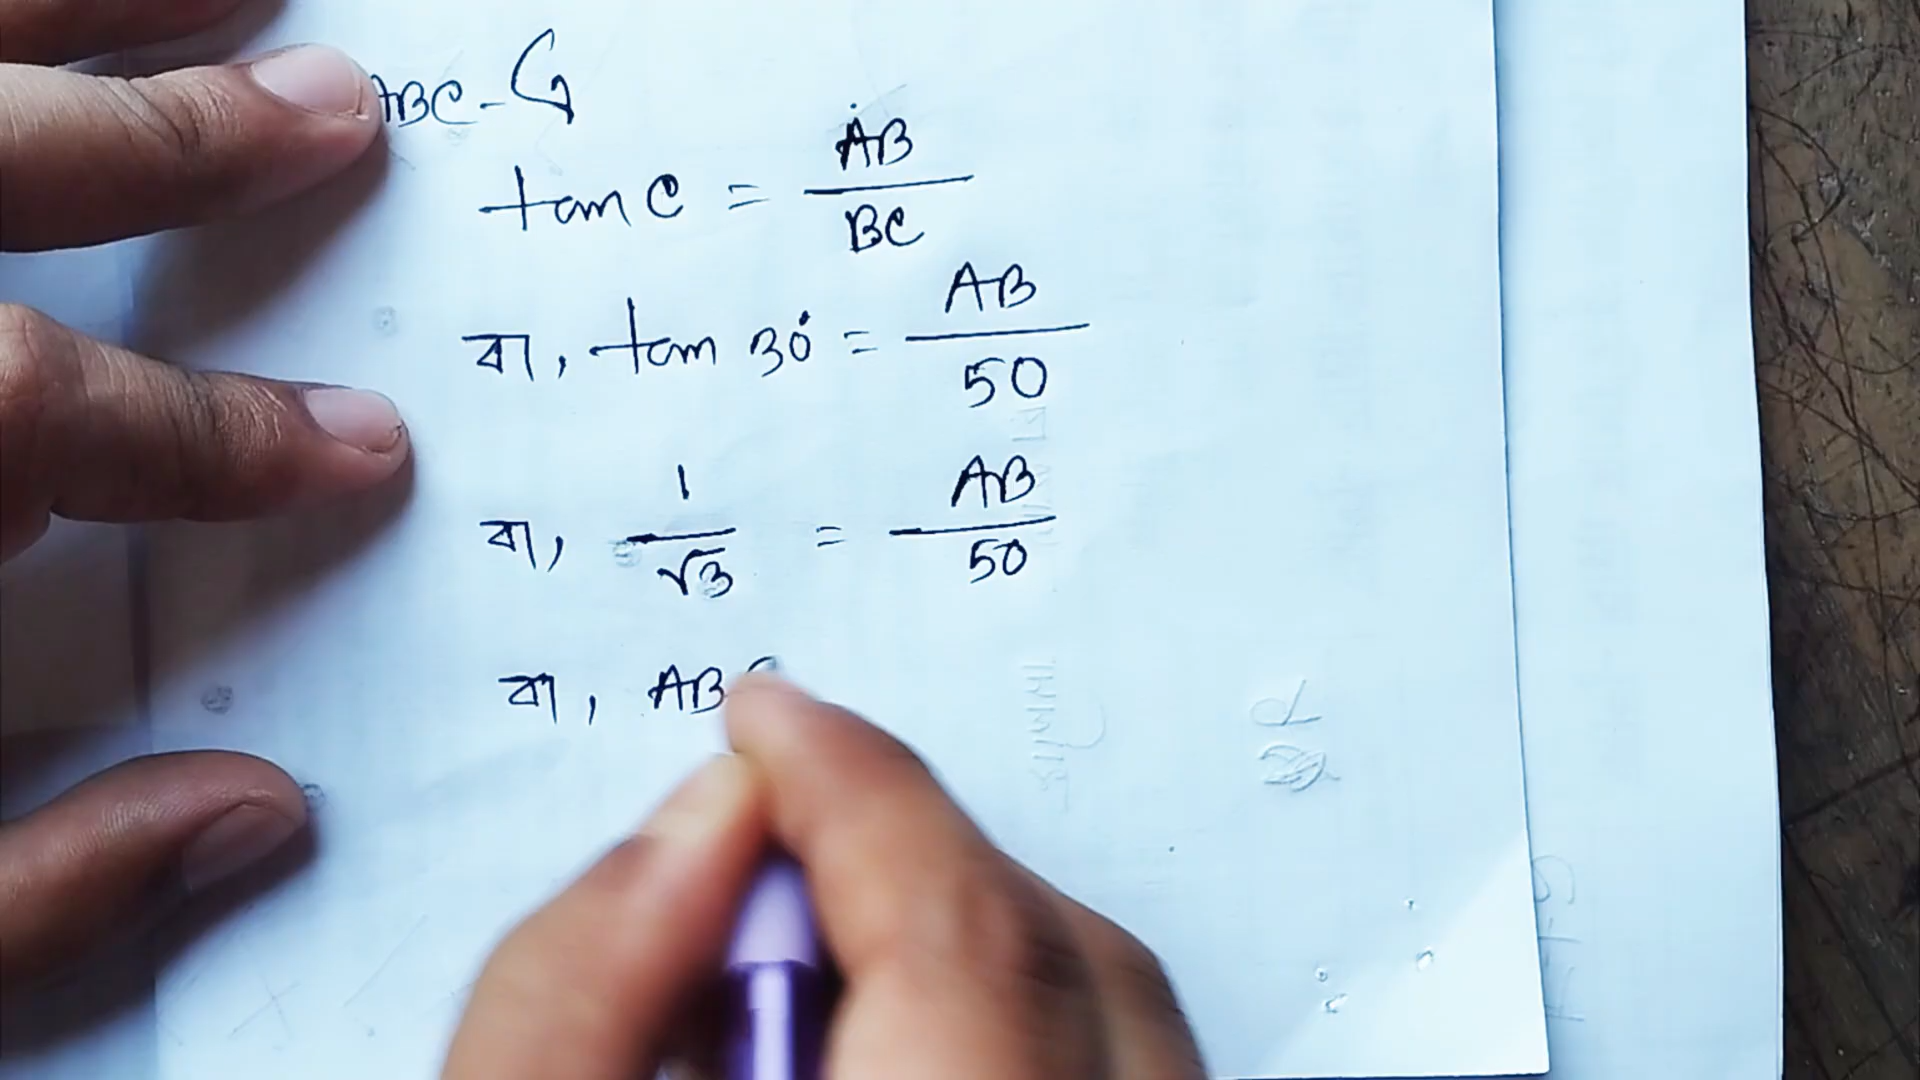 ABC-এ
tan C = AB/BC
বা, tan 30° = AB/50
বা, 1/√3 = AB/50
বা, AB